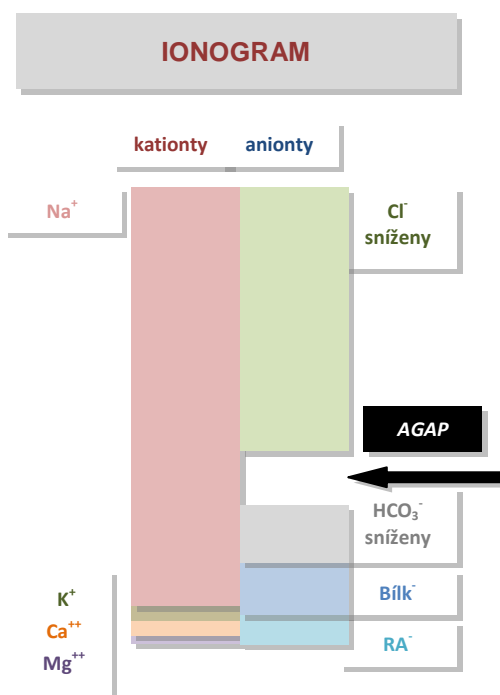 IONOGRAM
kationty anionty
Na⁺
Cl⁻
sníženy
AGAP
HCO₃⁻
sníženy
K⁺
Ca⁺⁺
Mg⁺⁺
Bílk⁻
RA⁻